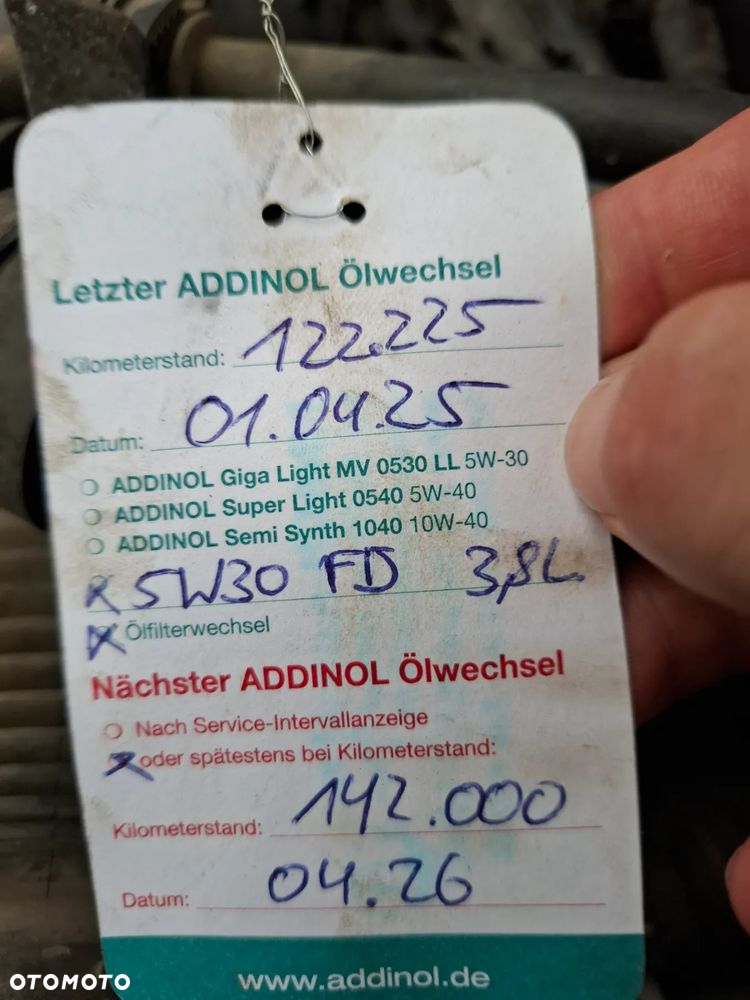 Letzter ADDINOL Ölwechsel
Kilometerstand: 122.225
Datum: 01.04.25
ADDINOL Giga Light MV 0530 LL 5W-30
ADDINOL Super Light 0540 5W-40
ADDINOL Semi Synth 1040 10W-40
5W30 FD 3,8L
Ölfilterwechsel
Nächster ADDINOL Ölwechsel
Nach Service-Intervallanzeige
oder spätestens bei Kilometerstand:
Kilometerstand: 142.000
Datum: 04.26
www.addinol.de
OTOMOTO